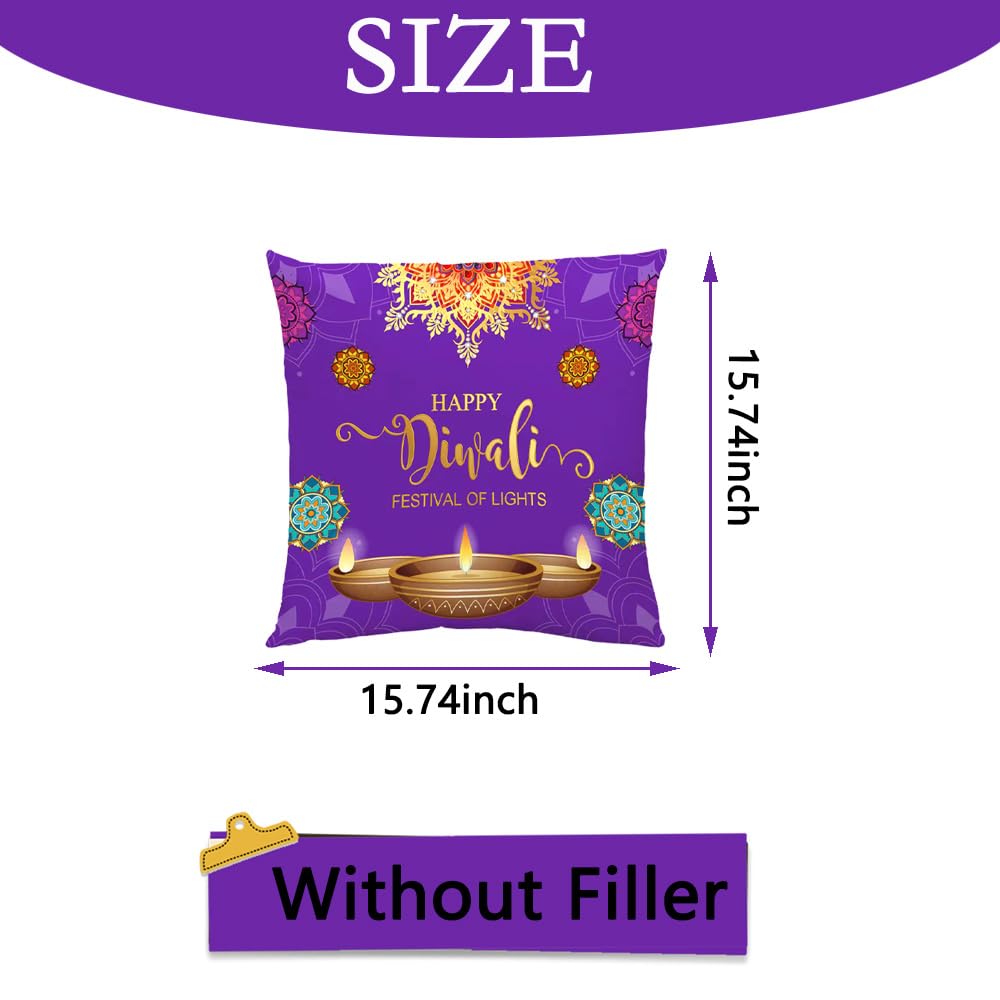 SIZE
HAPPY
Diwali
FESTIVAL OF LIGHTS
15.74inch
15.74inch
Without Filler